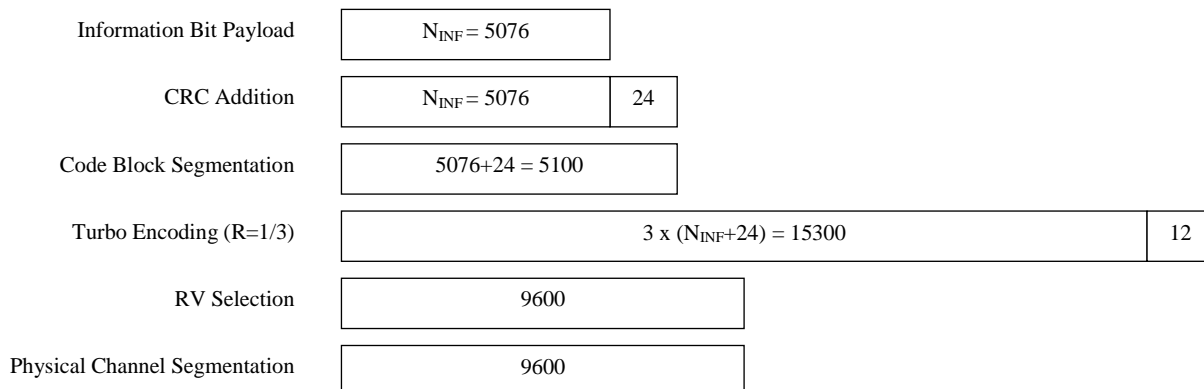 Information Bit Payload N_INF = 5076
CRC Addition N_INF = 5076 24
Code Block Segmentation 5076+24 = 5100
Turbo Encoding (R=1/3) 3 x (N_INF+24) = 15300 12
RV Selection 9600
Physical Channel Segmentation 9600